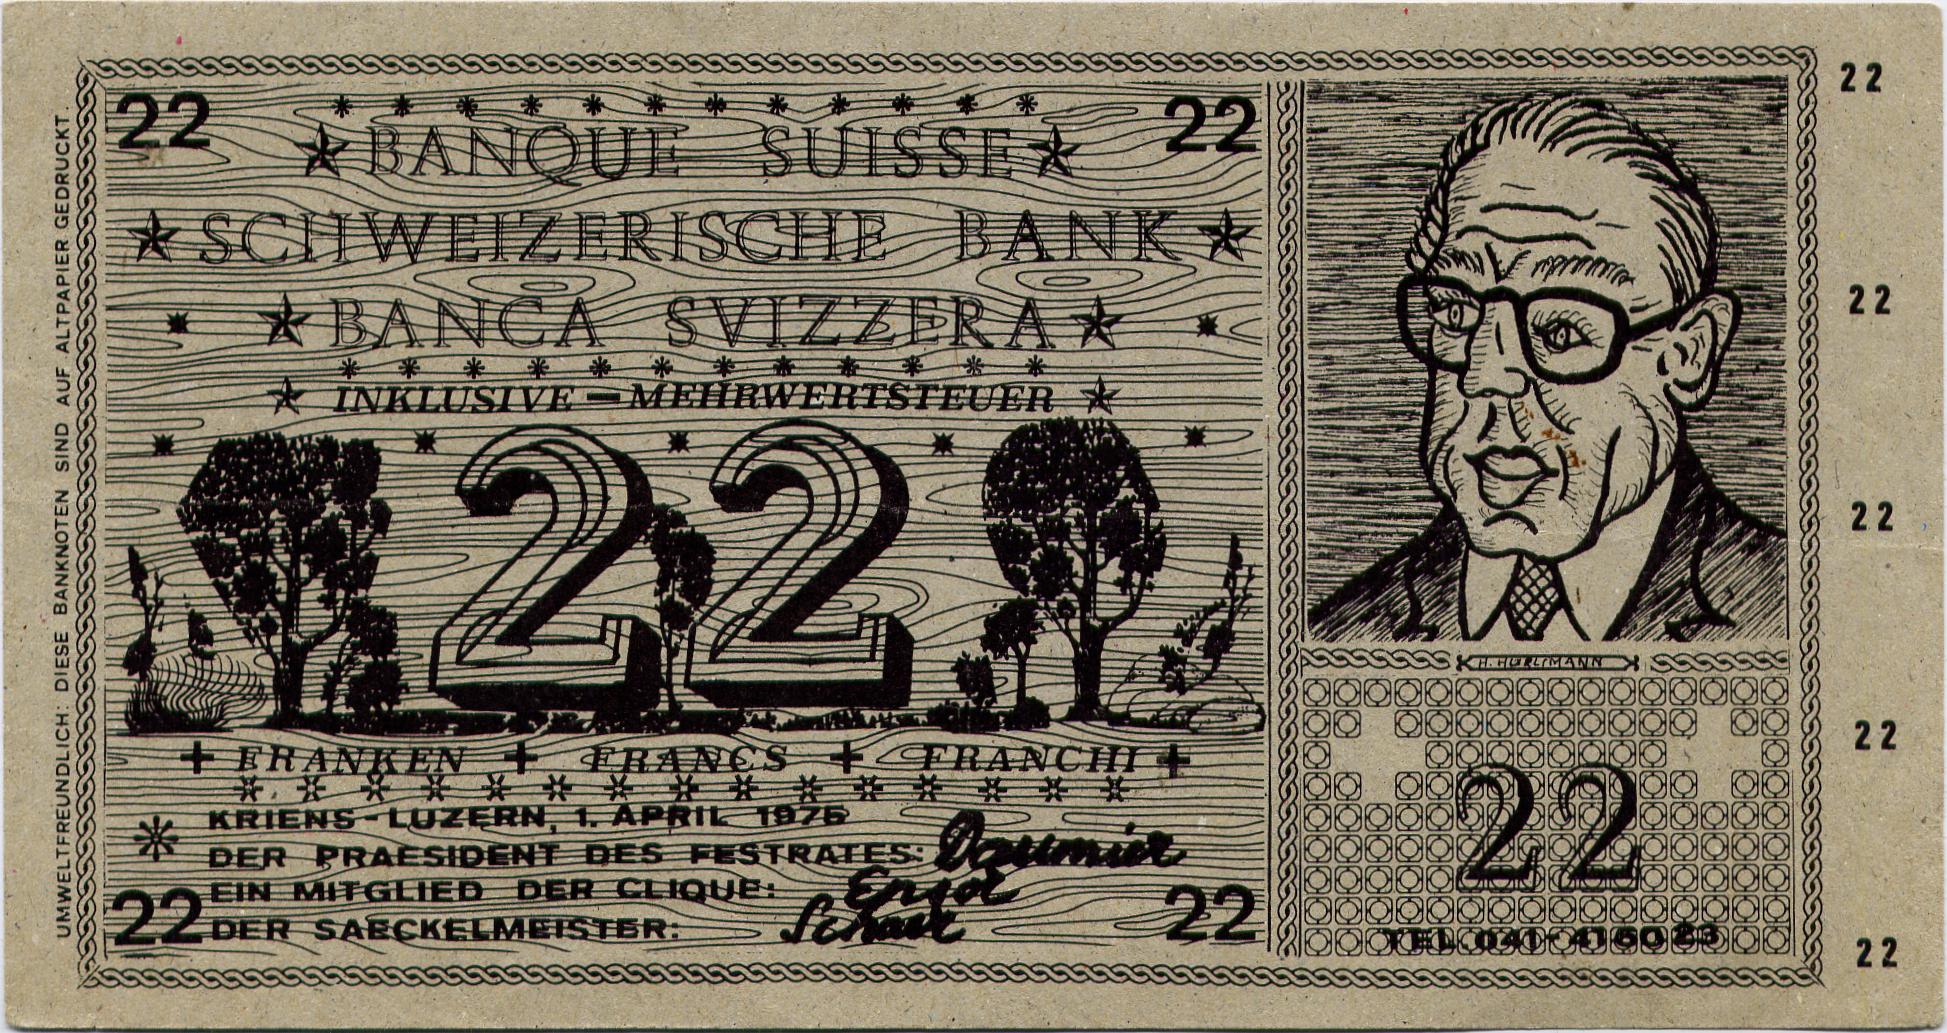 UMWELTFREUNDLICH: DIESE BANKNOTEN SIND AUF ALTPAPIER GEDRUCKT.
22
22
BANQUE SUISSE
SCHWEIZERISCHE BANK
BANCA SVIZZERA
INKLUSIVE - MEHRWERTSTEUER
22
+ FRANKEN + FRANCS + FRANCHI +
KRIENS-LUZERN, 1. APRIL 1975
DER PRAESIDENT DES FESTRATES: Daumier
EIN MITGLIED DER CLIQUE:
DER SAECKELMEISTER:
22
22
H. HÜRLIMANN
22
TEL. 041-
22
22
22
22
22